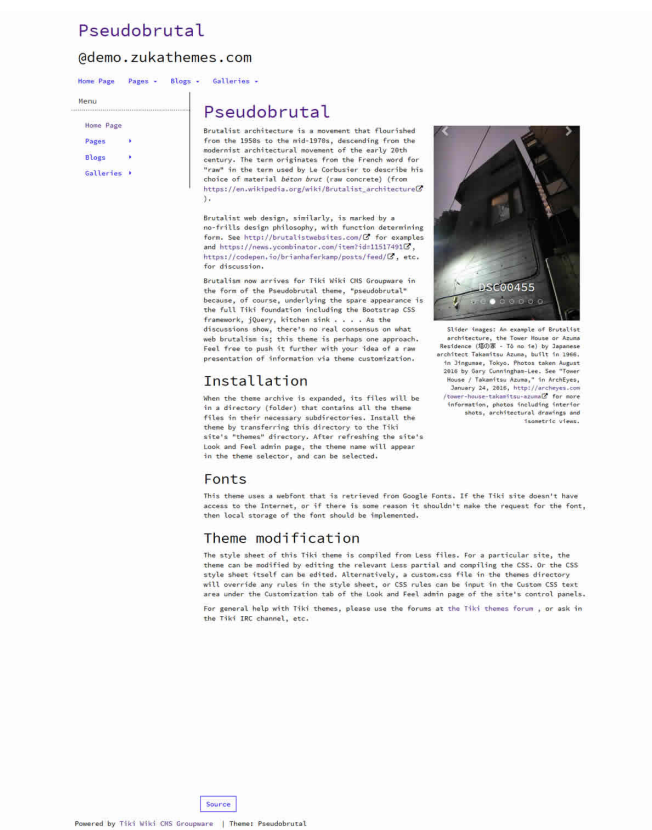 Pseudobrutal
@demo.zukathemes.com
Home Page Pages Blogs Galleries
Menu
Home Page
Pages
Blogs
Galleries
Pseudobrutal
Brutalist architecture is a movement that flourished
from the 1950s to the mid-1970s, descending from the
modernist architectural movement of the early 20th
century. The term originates from the French word for
"raw" in the term used by Le Corbusier to describe his
choice of material béton brut (raw concrete) (from
https://en.wikipedia.org/wiki/Brutalist_architecture
).
Brutalist web design, similarly, is marked by a
no-frills design philosophy, with function determining
form. See http://brutalistwebsites.com/ for examples
and https://news.ycombinator.com/item?id=11517491,
https://codepen.io/brianhaferkamp/posts/feed/, etc.
for discussion.
Brutalism now arrives for Tiki Wiki CMS Groupware in
the form of the Pseudobrutal theme, "pseudobrutal"
because, of course, underlying the spare appearance is
the full Tiki foundation including the Bootstrap CSS
framework, jQuery, kitchen sink . . . . As the
discussions show, there's no real consensus on what
web brutalism is; this theme is perhaps one approach.
Feel free to push it further with your idea of a raw
presentation of information via theme customization.
DSC00455
Slider images: An example of Brutalist
architecture, the Tower House or Azuma
Residence (塔の家 - Tō no ie) by Japanese
architect Takamitsu Azuma, built in 1966.
in Jingumae, Tokyo. Photos taken August
2016 by Gary Cunningham-Lee. See "Tower
House / Takamitsu Azuma," in ArchEyes,
January 24, 2016, http://archeyes.com
/tower-house-takamitsu-azuma for more
information, photos including interior
shots, architectural drawings and
isometric views.
Installation
When the theme archive is expanded, its files will be
in a directory (folder) that contains all the theme
files in their necessary subdirectories. Install the
theme by transferring this directory to the Tiki
site's "themes" directory. After refreshing the site's
Look and Feel admin page, the theme name will appear
in the theme selector, and can be selected.
Fonts
This theme uses a webfont that is retrieved from Google Fonts. If the Tiki site doesn't have
access to the Internet, or if there is some reason it shouldn't make the request for the font,
then local storage of the font should be implemented.
Theme modification
The style sheet of this Tiki theme is compiled from Less files. For a particular site, the
theme can be modified by editing the relevant Less partial and compiling the CSS. Or the CSS
style sheet itself can be edited. Alternatively, a custom.css file in the themes directory
will override any rules in the style sheet, or CSS rules can be input in the Custom CSS text
area under the Customization tab of the Look and Feel admin page of the site's control panels.
For general help with Tiki themes, please use the forums at the Tiki themes forum , or ask in
the Tiki IRC channel, etc.
Source
Powered by Tiki Wiki CMS Groupware | Theme: Pseudobrutal